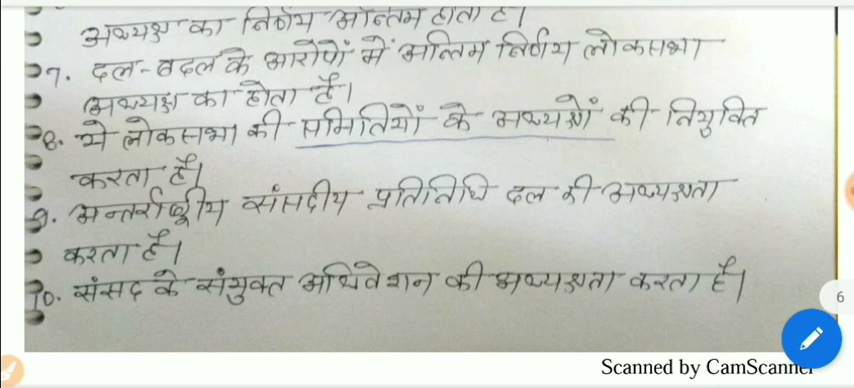 अध्यक्ष का निर्णय अन्तिम होता है।
7. दल-बदल के आरोपों में अन्तिम निर्णय लोकसभा
अध्यक्ष का होता है।
8. ये लोकसभा की समितियों के अध्यक्षों की नियुक्ति
करता है।
9. अन्तर्राष्ट्रीय संसदीय प्रतिनिधि दल की अध्यक्षता
करता है।
10. संसद के संयुक्त अधिवेशन की अध्यक्षता करता है।
6
Scanned by CamScanner